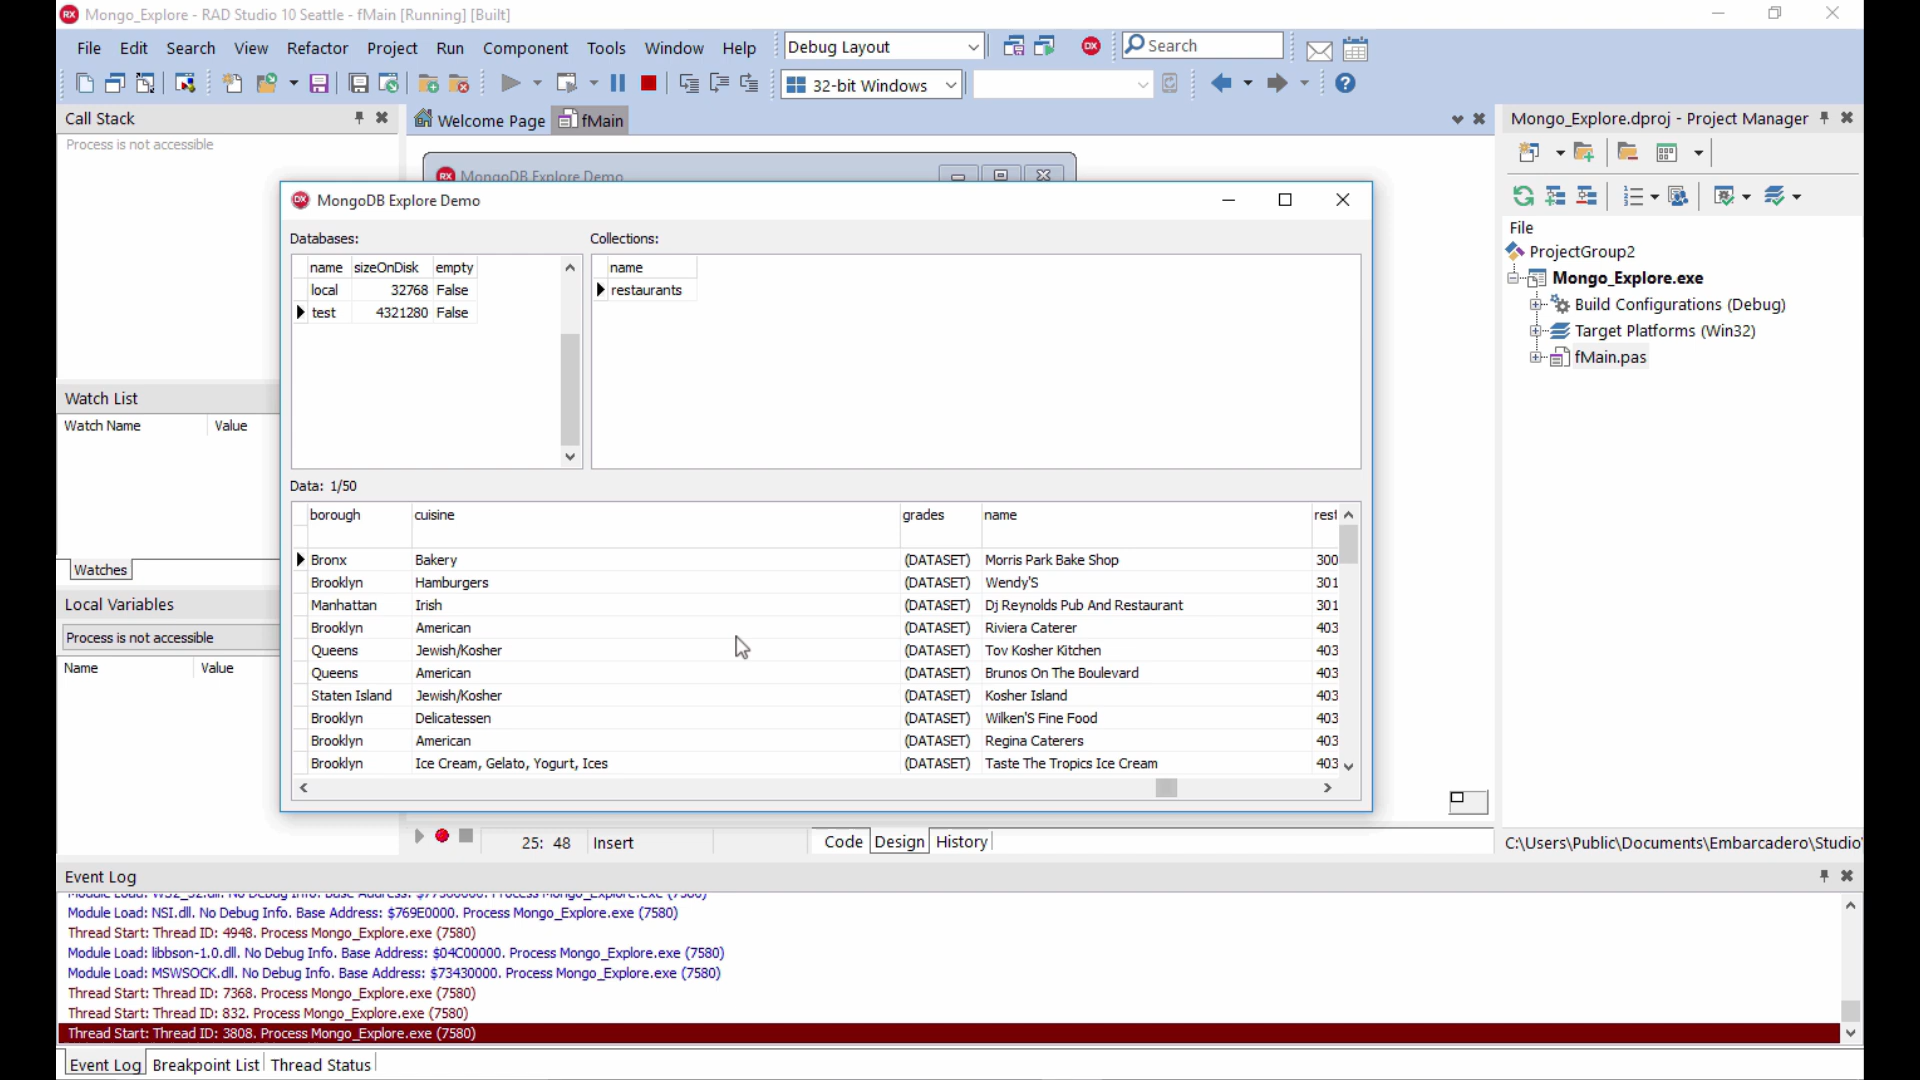 Mongo_Explore - RAD Studio 10 Seattle - fMain [Running] [Built]
File Edit Search View Refactor Project Run Component Tools Window Help
Debug Layout
Search
32-bit Windows
Call Stack
Process is not accessible
Welcome Page
fMain
MongoDB Explore Demo
MongoDB Explore Demo
Databases:
name sizeOnDisk empty
local 32768 False
test 4321280 False
Collections:
name
restaurants
Data: 1/50
borough cuisine grades name rest
Bronx Bakery (DATASET) Morris Park Bake Shop 300
Brooklyn Hamburgers (DATASET) Wendy'S 301
Manhattan Irish (DATASET) Dj Reynolds Pub And Restaurant 301
Brooklyn American (DATASET) Riviera Caterer 403
Queens Jewish/Kosher (DATASET) Tov Kosher Kitchen 403
Queens American (DATASET) Brunos On The Boulevard 403
Staten Island Jewish/Kosher (DATASET) Kosher Island 403
Brooklyn Delicatessen (DATASET) Wilken'S Fine Food 403
Brooklyn American (DATASET) Regina Caterers 403
Brooklyn Ice Cream, Gelato, Yogurt, Ices (DATASET) Taste The Tropics Ice Cream 403
Watch List
Watch Name Value
Watches
Local Variables
Process is not accessible
Name Value
25: 48 Insert
Code Design History
Mongo_Explore.dproj - Project Manager
File
ProjectGroup2
Mongo_Explore.exe
Build Configurations (Debug)
Target Platforms (Win32)
fMain.pas
C:\Users\Public\Documents\Embarcadero\Studio
Event Log
Module Load: WS2_32.dll. No Debug Info. Base Address: Process Mongo_Explore.exe (7580)
Module Load: NSI.dll. No Debug Info. Base Address: $769E0000. Process Mongo_Explore.exe (7580)
Thread Start: Thread ID: 4948. Process Mongo_Explore.exe (7580)
Module Load: libbson-1.0.dll. No Debug Info. Base Address: $04C00000. Process Mongo_Explore.exe (7580)
Module Load: MSWSOCK.dll. No Debug Info. Base Address: $73430000. Process Mongo_Explore.exe (7580)
Thread Start: Thread ID: 7368. Process Mongo_Explore.exe (7580)
Thread Start: Thread ID: 832. Process Mongo_Explore.exe (7580)
Thread Start: Thread ID: 3808. Process Mongo_Explore.exe (7580)
Event Log Breakpoint List Thread Status